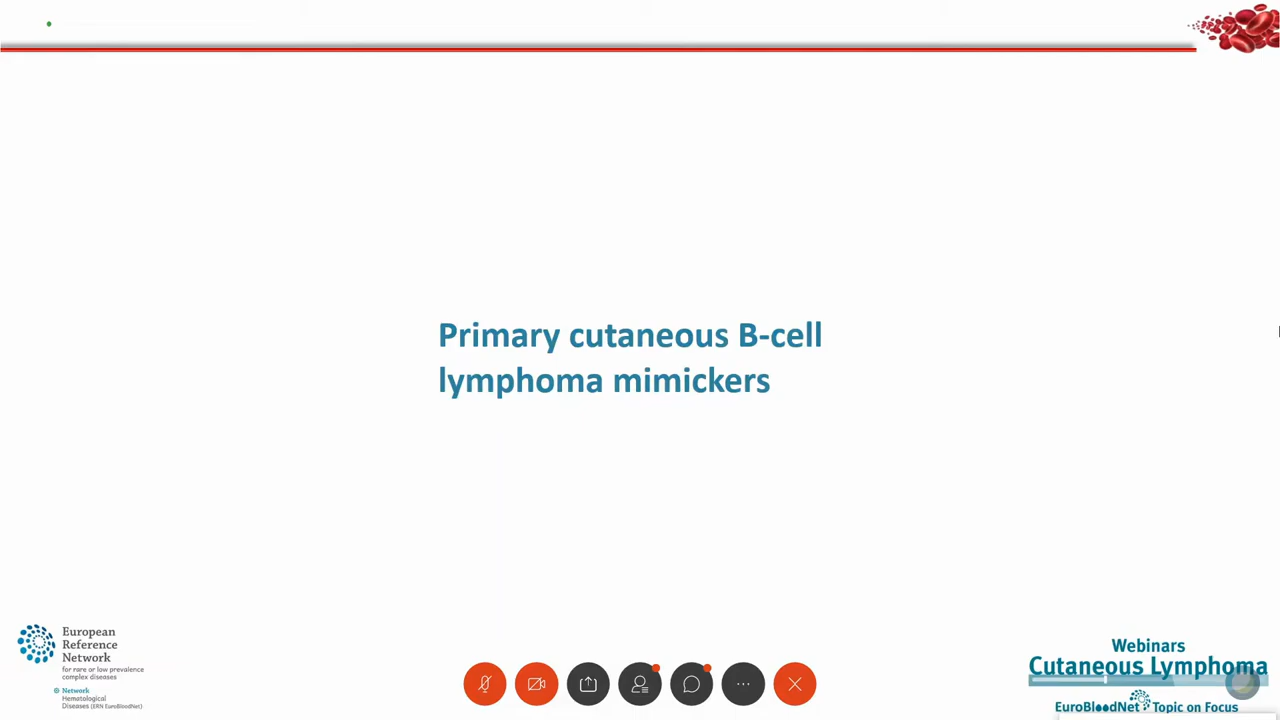 Primary cutaneous B-cell
lymphoma mimickers
European
Reference
Network
for rare or low prevalence
complex diseases
Network
Hematological
Diseases (ERN EuroBloodNet)
Webinars
Cutaneous Lymphoma
EuroBloodNet Topic on Focus